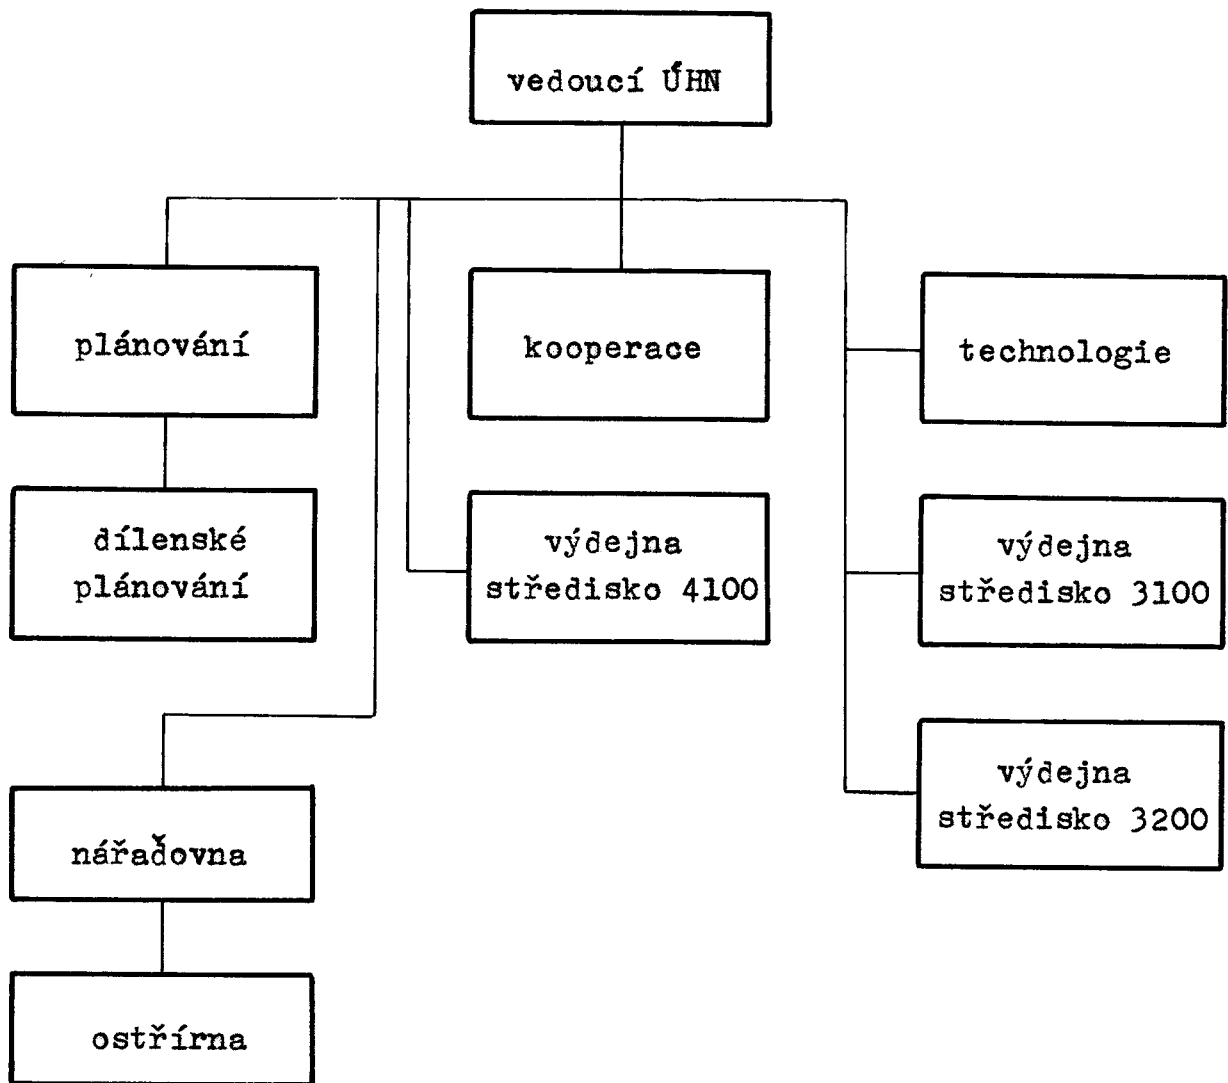 vedoucí ÚHN
plánování
kooperace
technologie
dílenské
plánování
výdejna
středisko 4100
výdejna
středisko 3100
výdejna
středisko 3200
nářaďovna
ostřírna